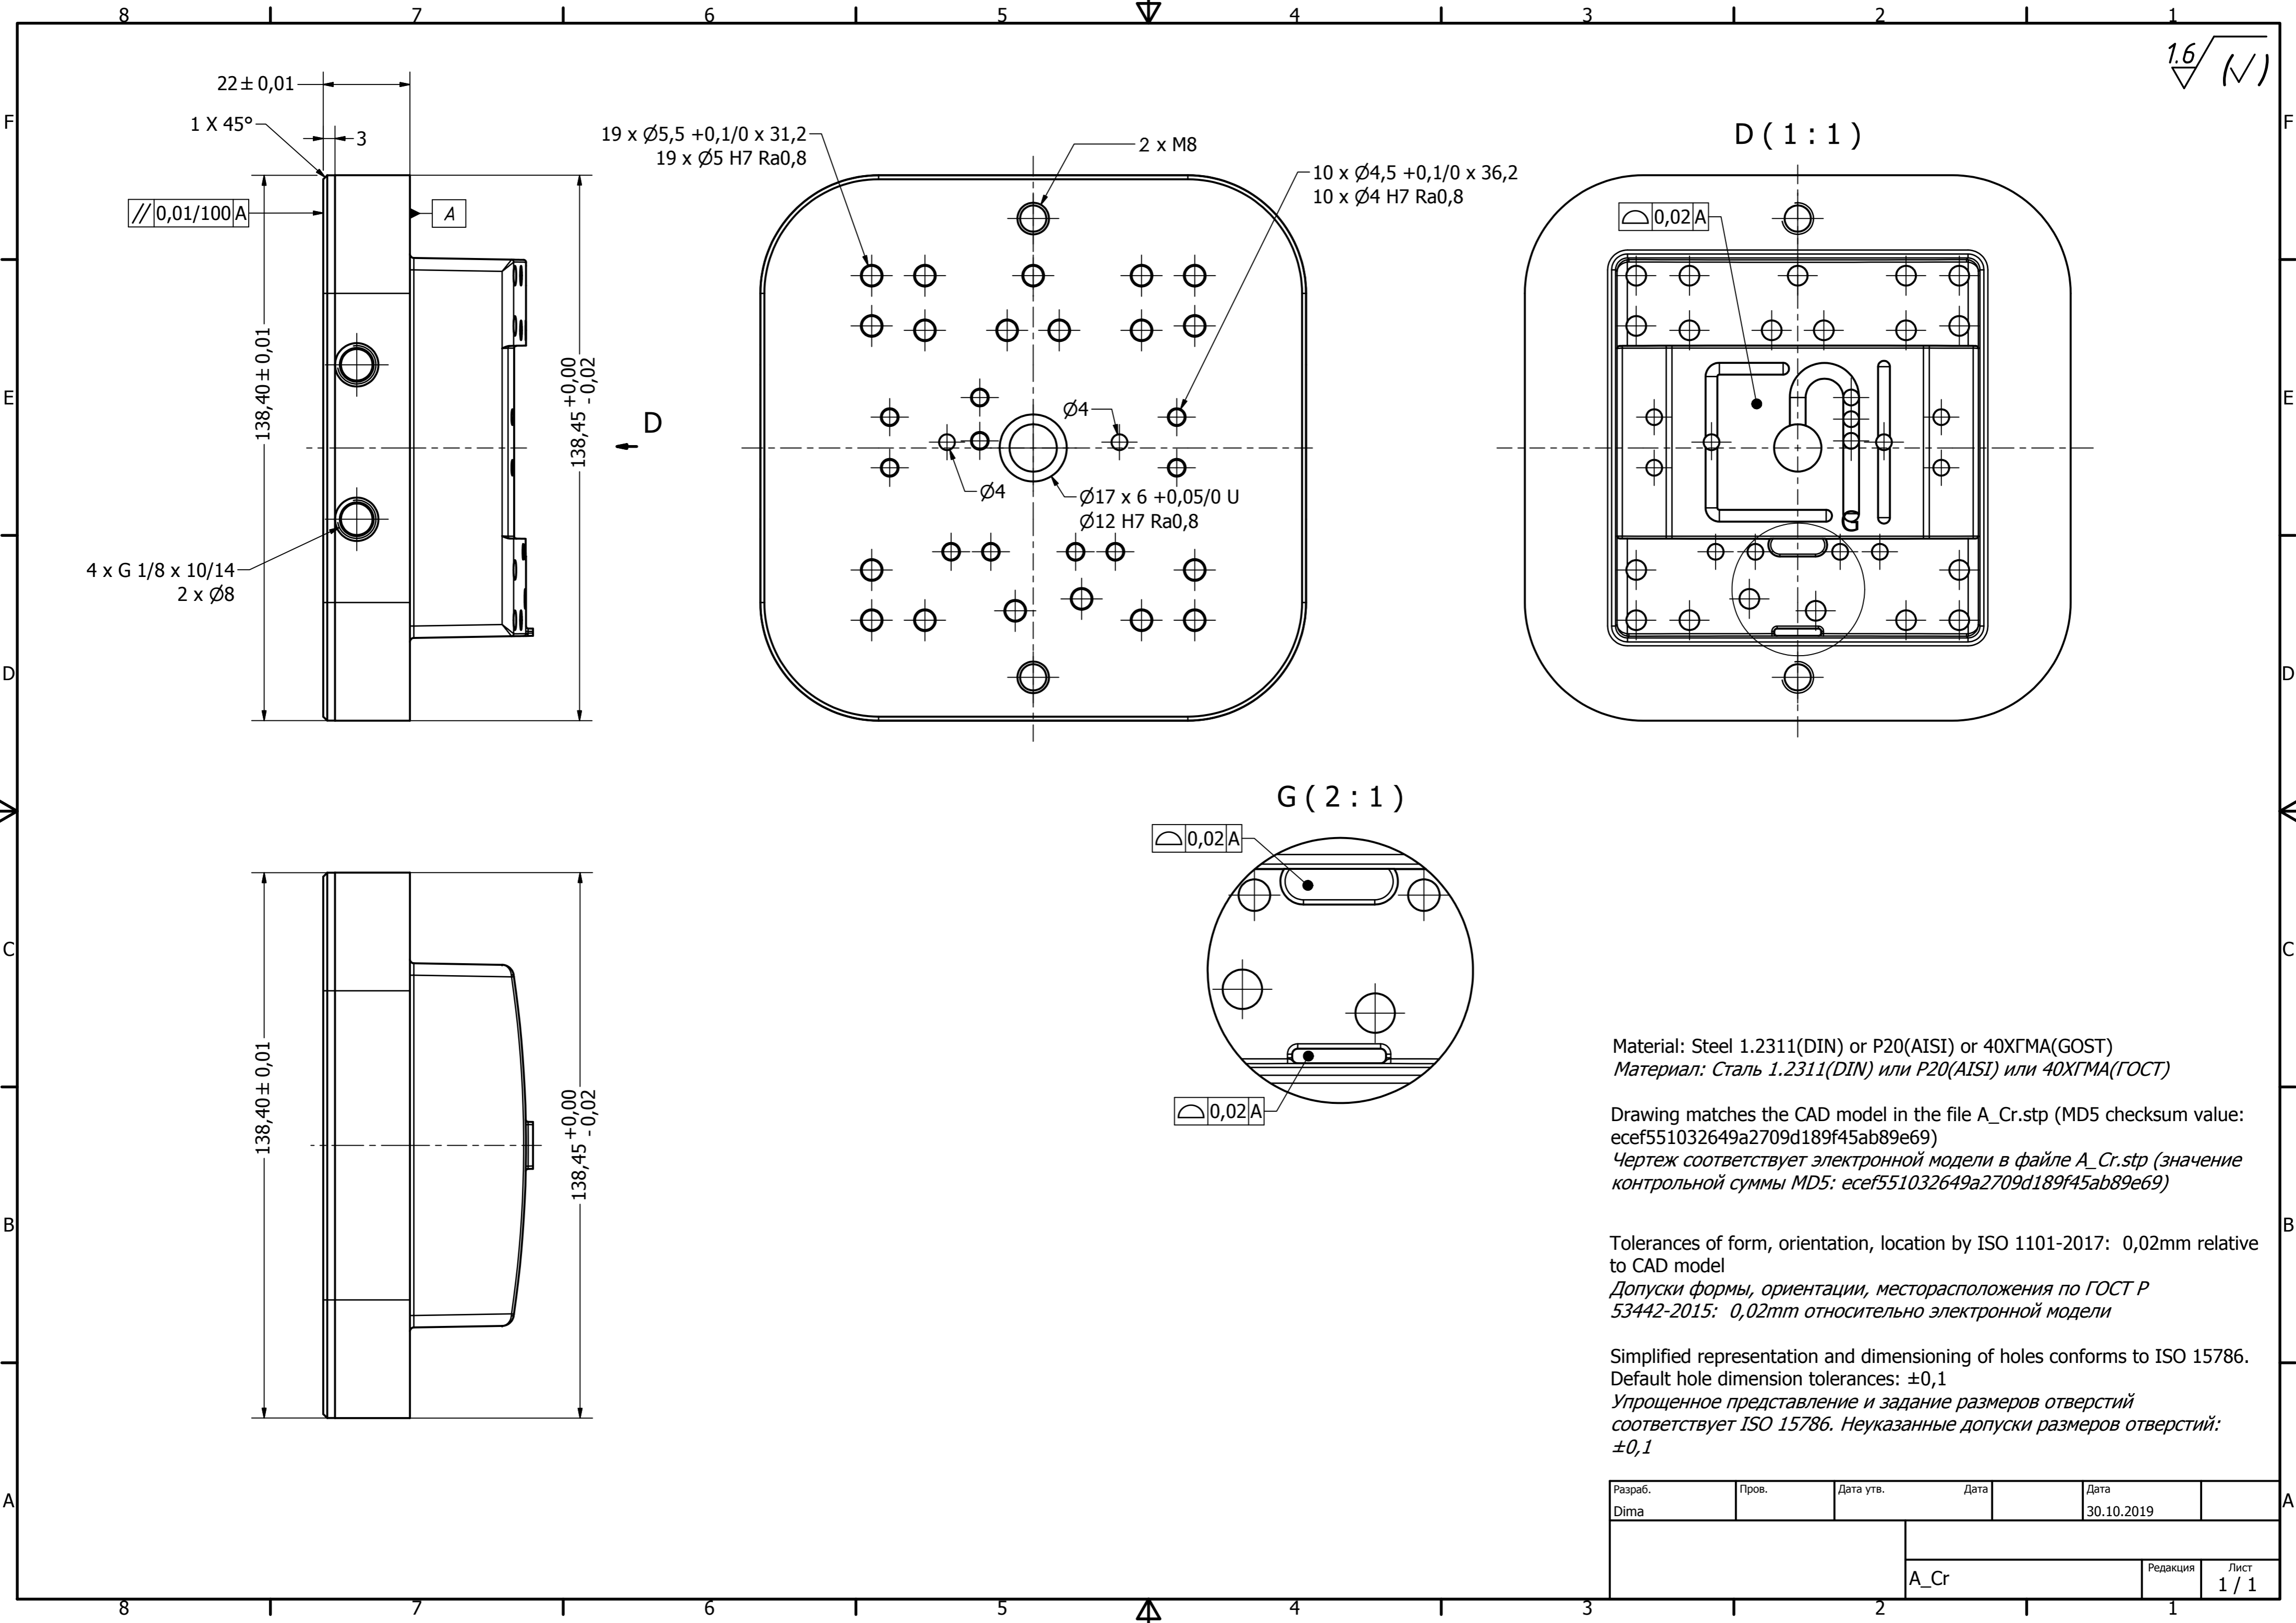 8 7 6 5 4 3 2 1
F
E
D
C
B
A
F
E
D
C
B
A
1.6 (√)
22±0,01
1 X 45°
3
// 0,01/100 A
A
138,40±0,01
138,45 +0,00
-0,02
D
4 x G 1/8 x 10/14
2 x Ø8
19 x Ø5,5 +0,1/0 x 31,2
19 x Ø5 H7 Ra0,8
2 x M8
10 x Ø4,5 +0,1/0 x 36,2
10 x Ø4 H7 Ra0,8
Ø4
Ø4
Ø17 x 6 +0,05/0 U
Ø12 H7 Ra0,8
D ( 1 : 1 )
⌓ 0,02 A
G
138,40±0,01
138,45 +0,00
-0,02
G ( 2 : 1 )
⌓ 0,02 A
⌓ 0,02 A
Material: Steel 1.2311(DIN) or P20(AISI) or 40ХГМА(GOST)
Материал: Сталь 1.2311(DIN) или P20(AISI) или 40ХГМА(ГОСТ)
Drawing matches the CAD model in the file A_Cr.stp (MD5 checksum value:
ecef551032649a2709d189f45ab89e69)
Чертеж соответствует электронной модели в файле A_Cr.stp (значение
контрольной суммы MD5: ecef551032649a2709d189f45ab89e69)
Tolerances of form, orientation, location by ISO 1101-2017: 0,02mm relative
to CAD model
Допуски формы, ориентации, месторасположения по ГОСТ Р
53442-2015: 0,02mm относительно электронной модели
Simplified representation and dimensioning of holes conforms to ISO 15786.
Default hole dimension tolerances: ±0,1
Упрощенное представление и задание размеров отверстий
соответствует ISO 15786. Неуказанные допуски размеров отверстий:
±0,1
Разраб. Пров. Дата утв. Дата Дата
Dima 30.10.2019
Редакция Лист
A_Cr 1 / 1
8 7 6 5 4 3 2 1